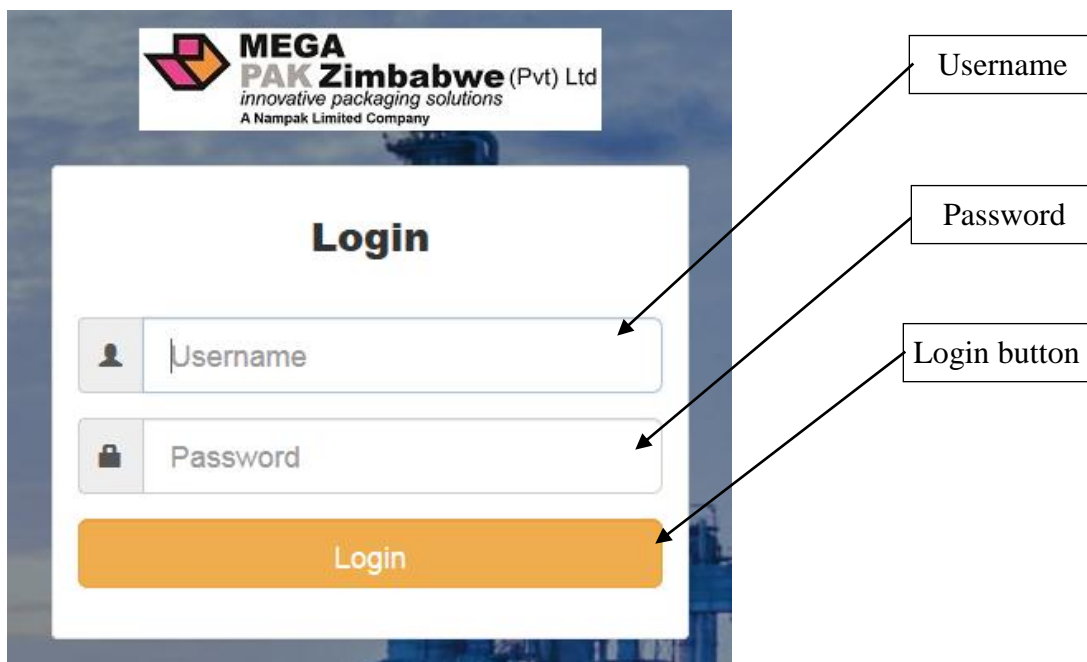 MEGA
PAK Zimbabwe (Pvt) Ltd
innovative packaging solutions
A Nampak Limited Company
Username
Password
Login
Login button
Username
Password
Login